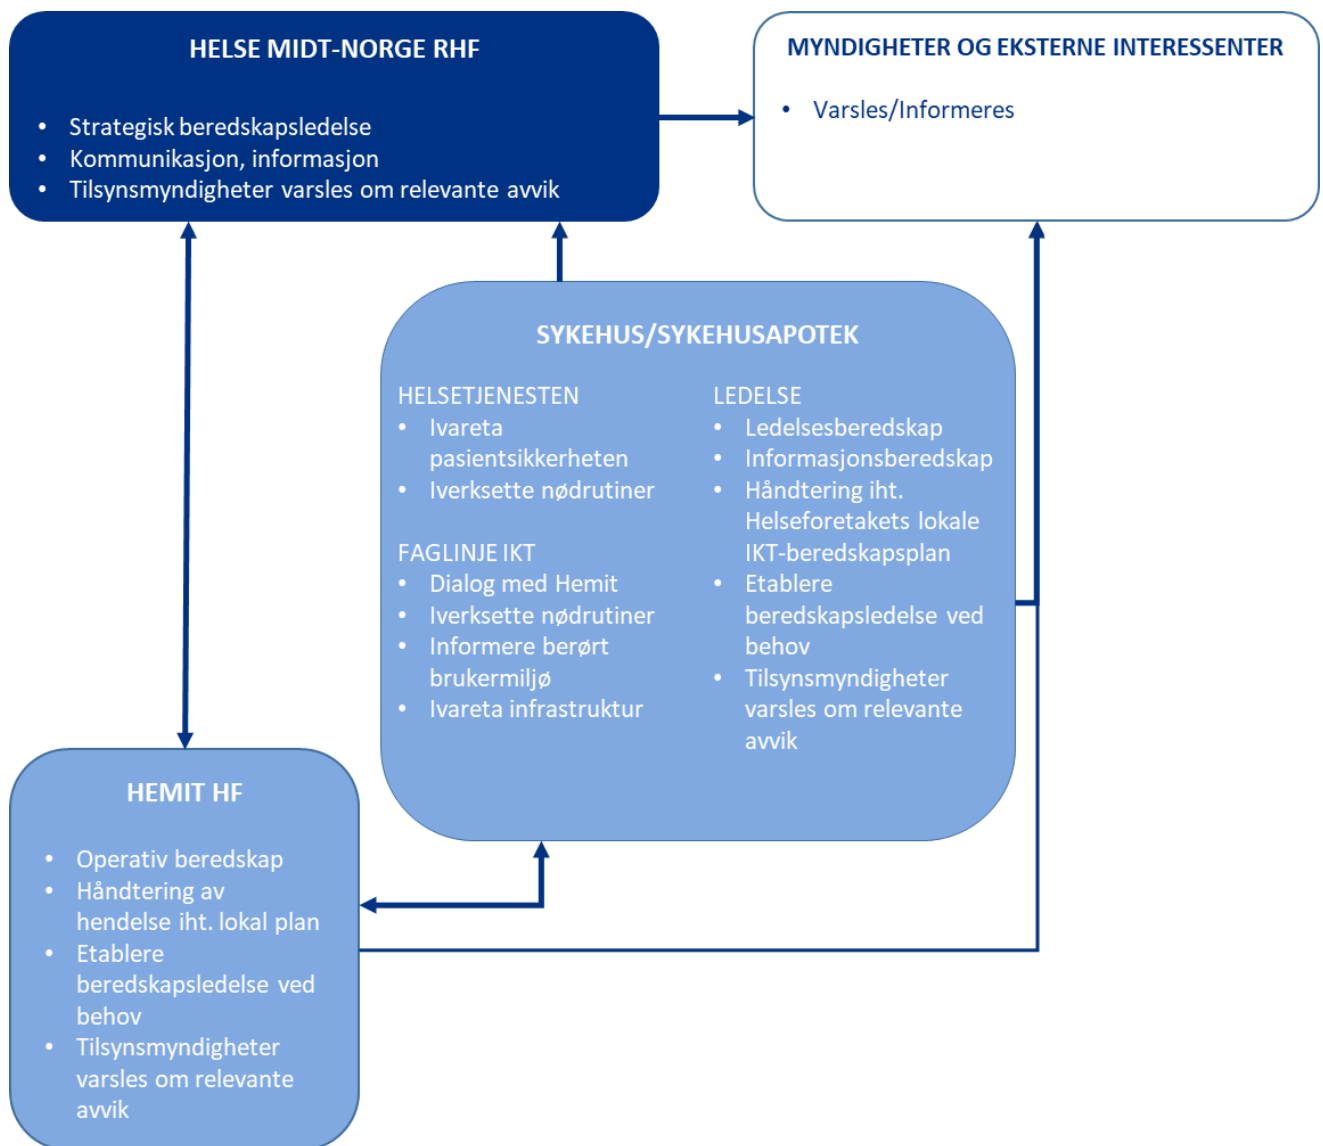 HELSE MIDT-NORGE RHF
• Strategisk beredskapsledelse
• Kommunikasjon, informasjon
• Tilsynsmyndigheter varsles om relevante avvik
MYNDIGHETER OG EKSTERNE INTERESSENTER
• Varsles/Informeres
SYKEHUS/SYKEHUSAPOTEK
HELSETJENESTEN
• Ivareta
pasientsikkerheten
• Iverksette nødrutiner
FAGLINJE IKT
• Dialog med Hemit
• Iverksette nødrutiner
• Informere berørt
brukermiljø
• Ivareta infrastruktur
LEDELSE
• Ledelsesberedskap
• Informasjonsberedskap
• Håndtering iht.
Helseforetakets lokale
IKT-beredskapsplan
• Etablere
beredskapsledelse ved
behov
• Tilsynsmyndigheter
varsles om relevante
avvik
HEMIT HF
• Operativ beredskap
• Håndtering av
hendelse iht. lokal plan
• Etablere
beredskapsledelse ved
behov
• Tilsynsmyndigheter
varsles om relevante
avvik